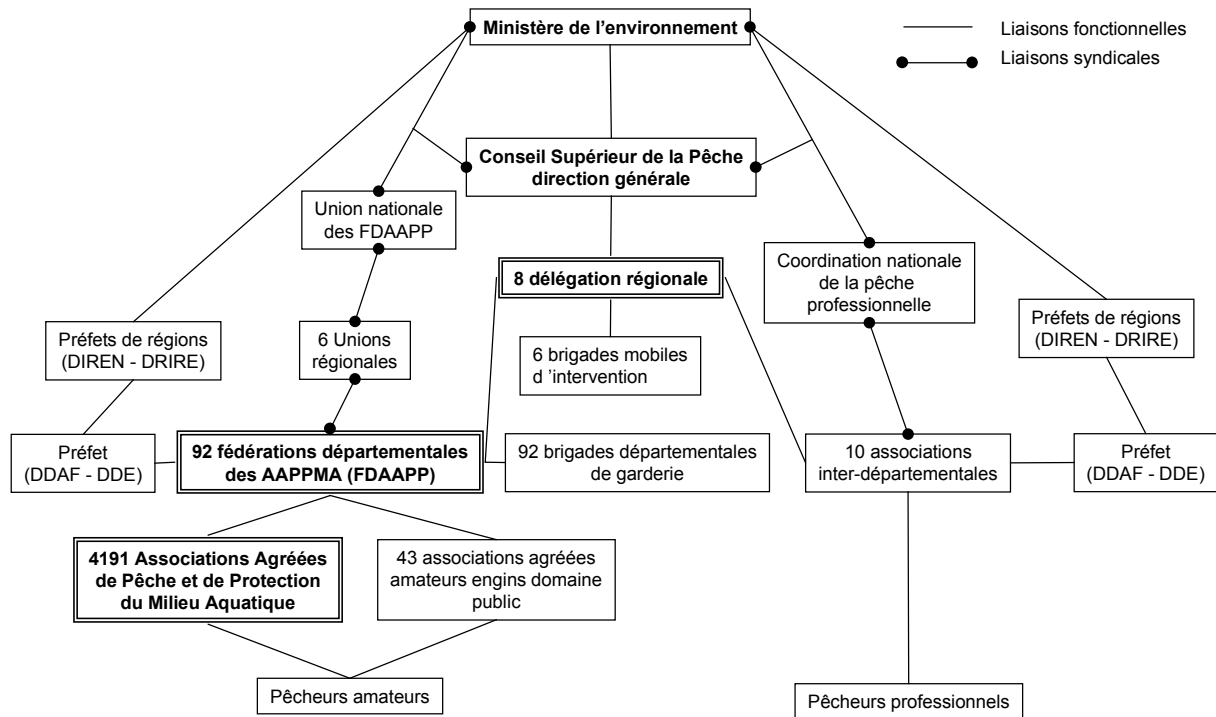 Ministère de l'environnement
Liaisons fonctionnelles
Liaisons syndicales
Conseil Supérieur de la Pêche
direction générale
Union nationale
des FDAAPP
8 délégation régionale
Coordination nationale
de la pêche
professionnelle
Préfets de régions
(DIREN - DRIRE)
6 Unions
régionales
6 brigades mobiles
d 'intervention
Préfets de régions
(DIREN - DRIRE)
Préfet
(DDAF - DDE)
92 fédérations départementales
des AAPPMA (FDAAPP)
92 brigades départementales
de garderie
10 associations
inter-départementales
Préfet
(DDAF - DDE)
4191 Associations Agréées
de Pêche et de Protection
du Milieu Aquatique
43 associations agréées
amateurs engins domaine
public
Pêcheurs amateurs
Pêcheurs professionnels